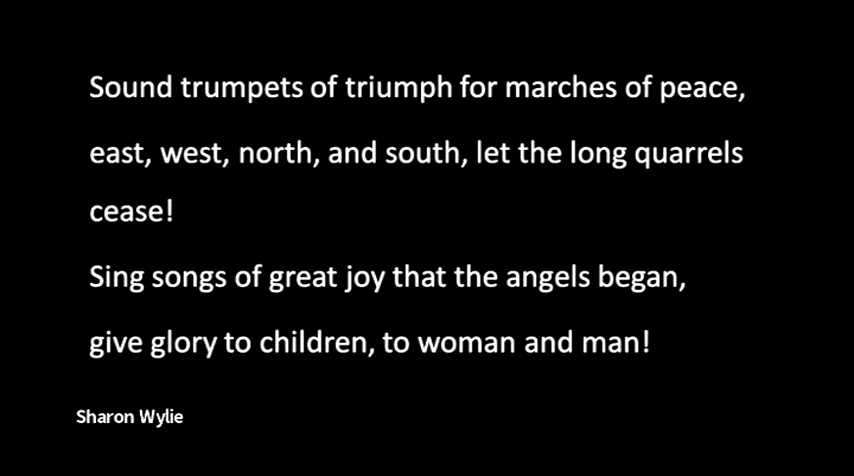 Sound trumpets of triumph for marches of peace,
east, west, north, and south, let the long quarrels
cease!
Sing songs of great joy that the angels began,
give glory to children, to woman and man!
Sharon Wylie